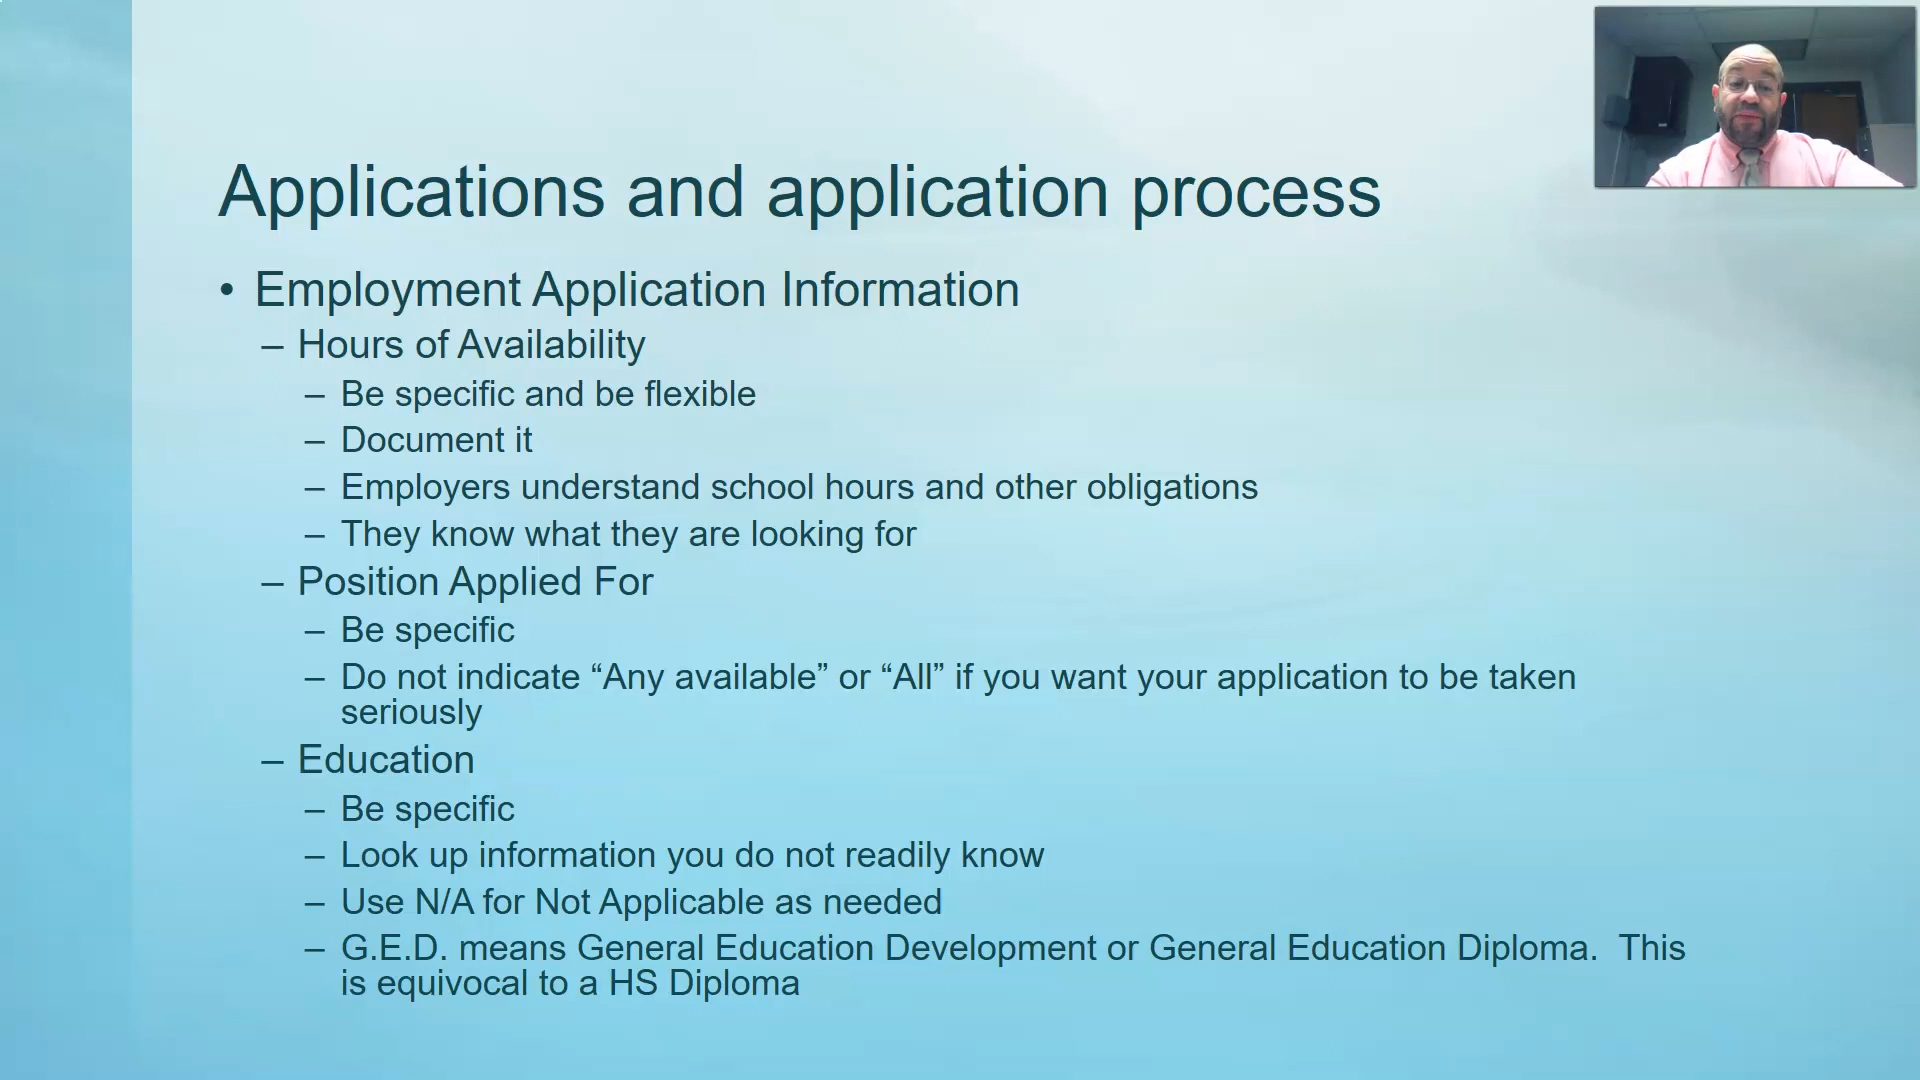 Applications and application process
• Employment Application Information
– Hours of Availability
– Be specific and be flexible
– Document it
– Employers understand school hours and other obligations
– They know what they are looking for
– Position Applied For
– Be specific
– Do not indicate “Any available” or “All” if you want your application to be taken
seriously
– Education
– Be specific
– Look up information you do not readily know
– Use N/A for Not Applicable as needed
– G.E.D. means General Education Development or General Education Diploma.  This
is equivocal to a HS Diploma